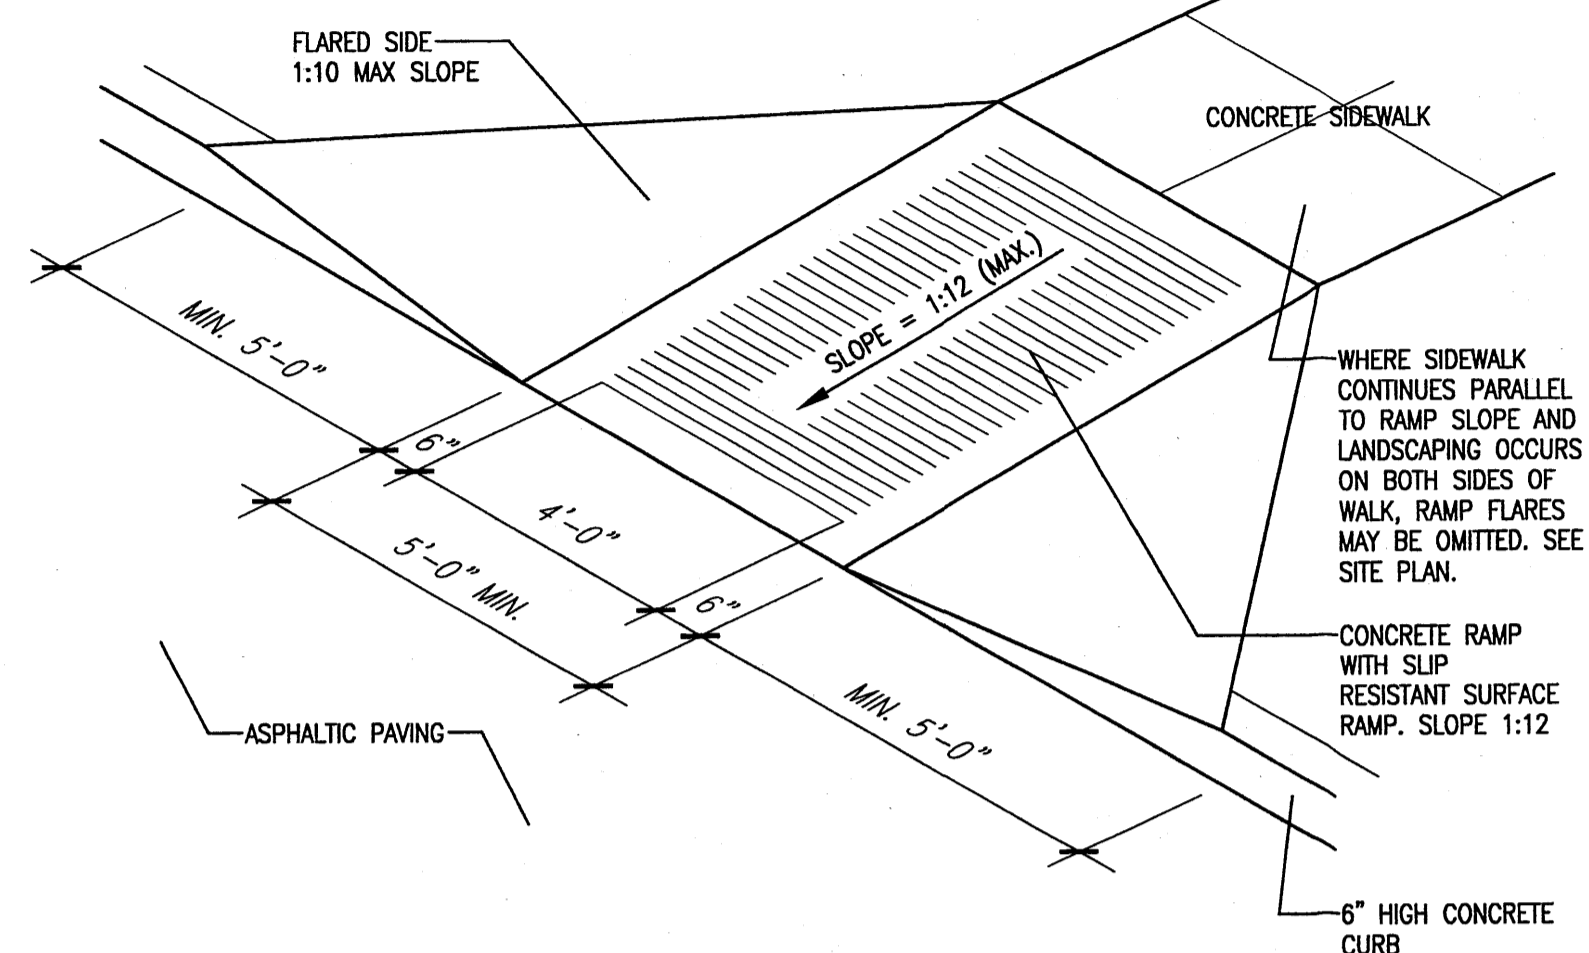 FLARED SIDE
1:10 MAX SLOPE
CONCRETE SIDEWALK
SLOPE = 1:12 (MAX.)
MIN. 5'-0"
6"
4'-0"
5'-0" MIN.
6"
MIN. 5'-0"
WHERE SIDEWALK
CONTINUES PARALLEL
TO RAMP SLOPE AND
LANDSCAPING OCCURS
ON BOTH SIDES OF
WALK, RAMP FLARES
MAY BE OMITTED. SEE
SITE PLAN.
CONCRETE RAMP
WITH SLIP
RESISTANT SURFACE
RAMP. SLOPE 1:12
ASPHALTIC PAVING
6" HIGH CONCRETE
CURB